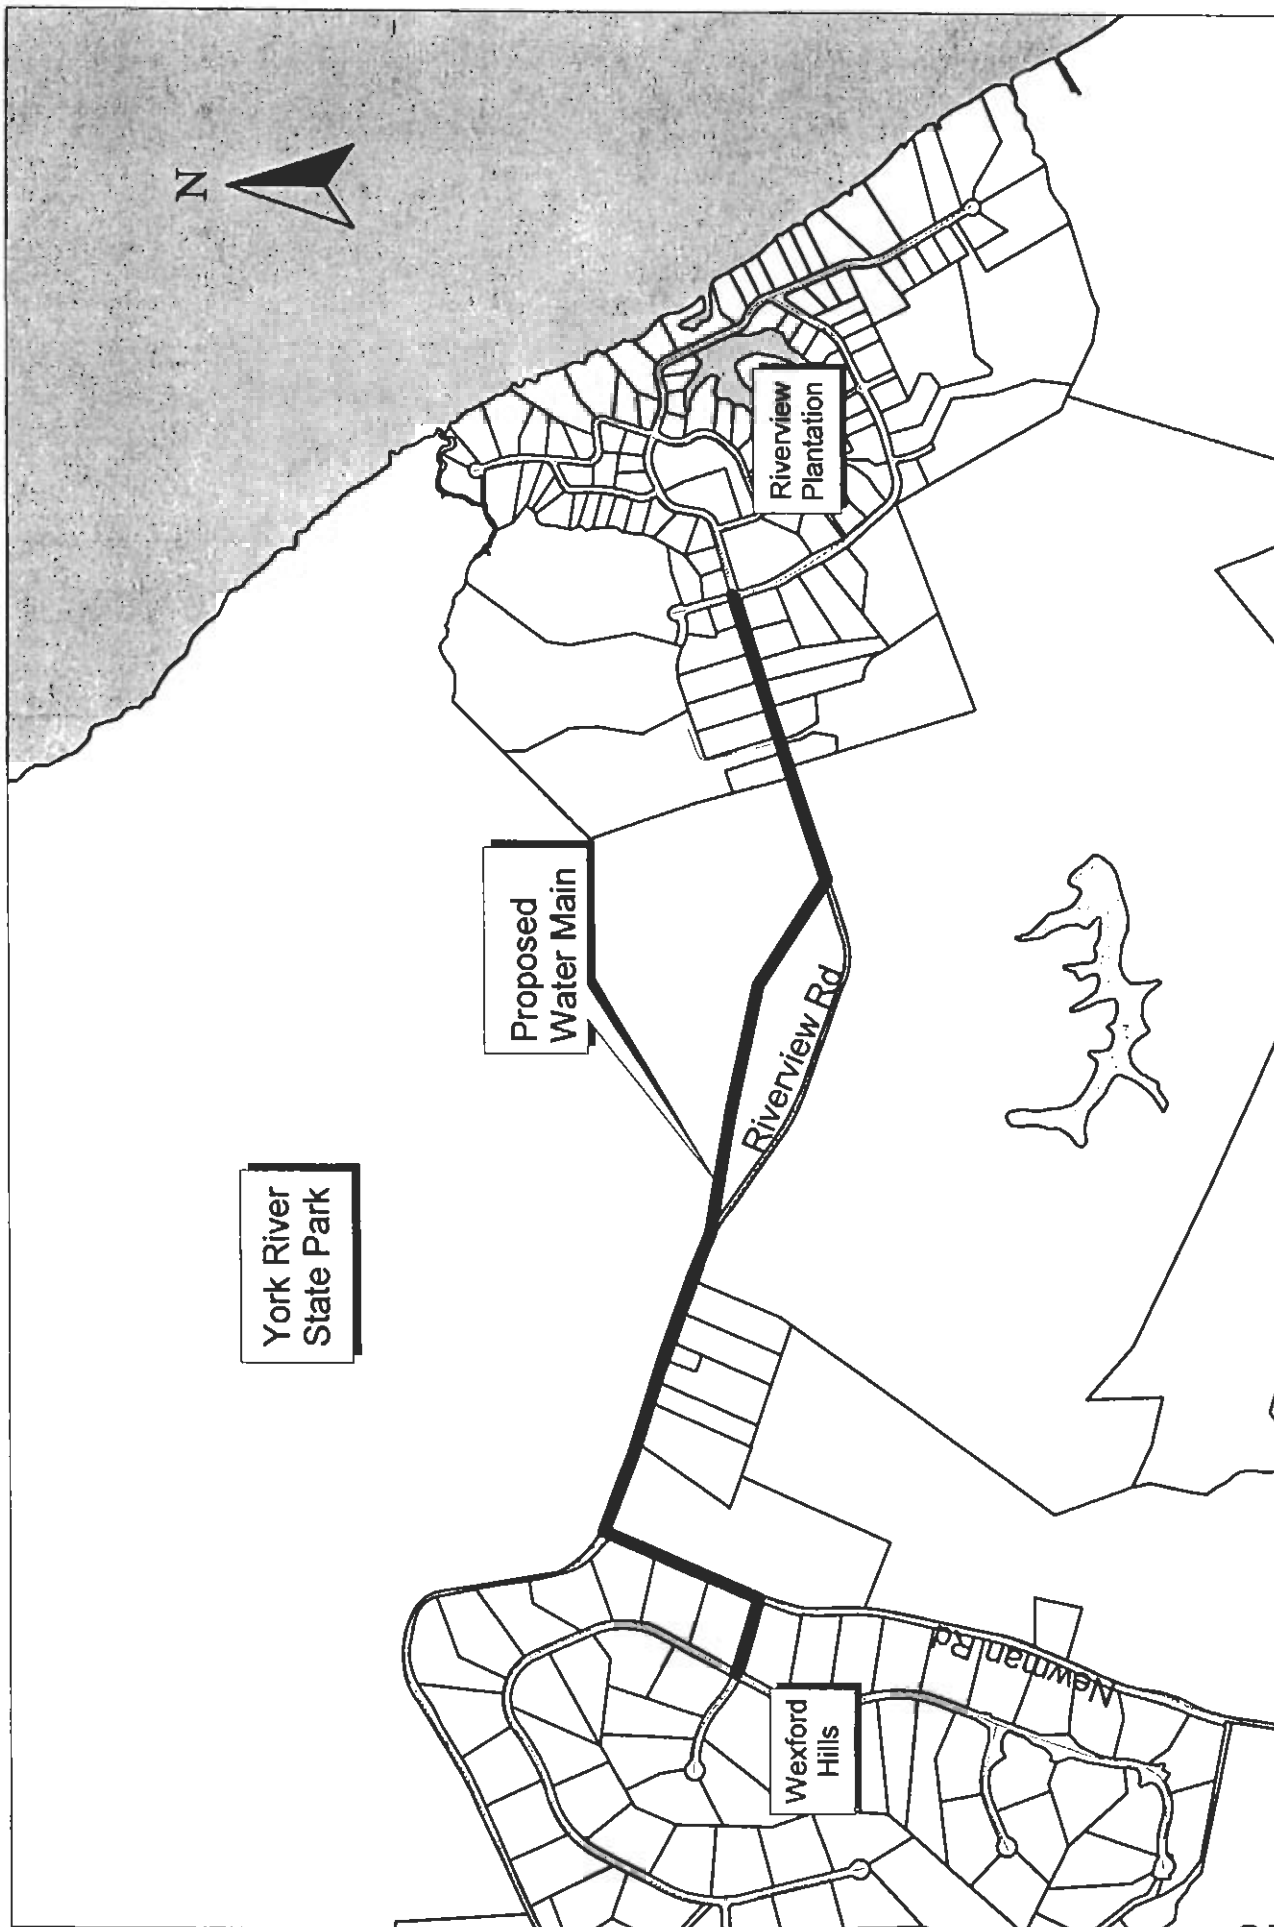 N
York River
State Park
Proposed
Water Main
Riverview
Plantation
Riverview Rd
Wexford
Hills
Newman Rd